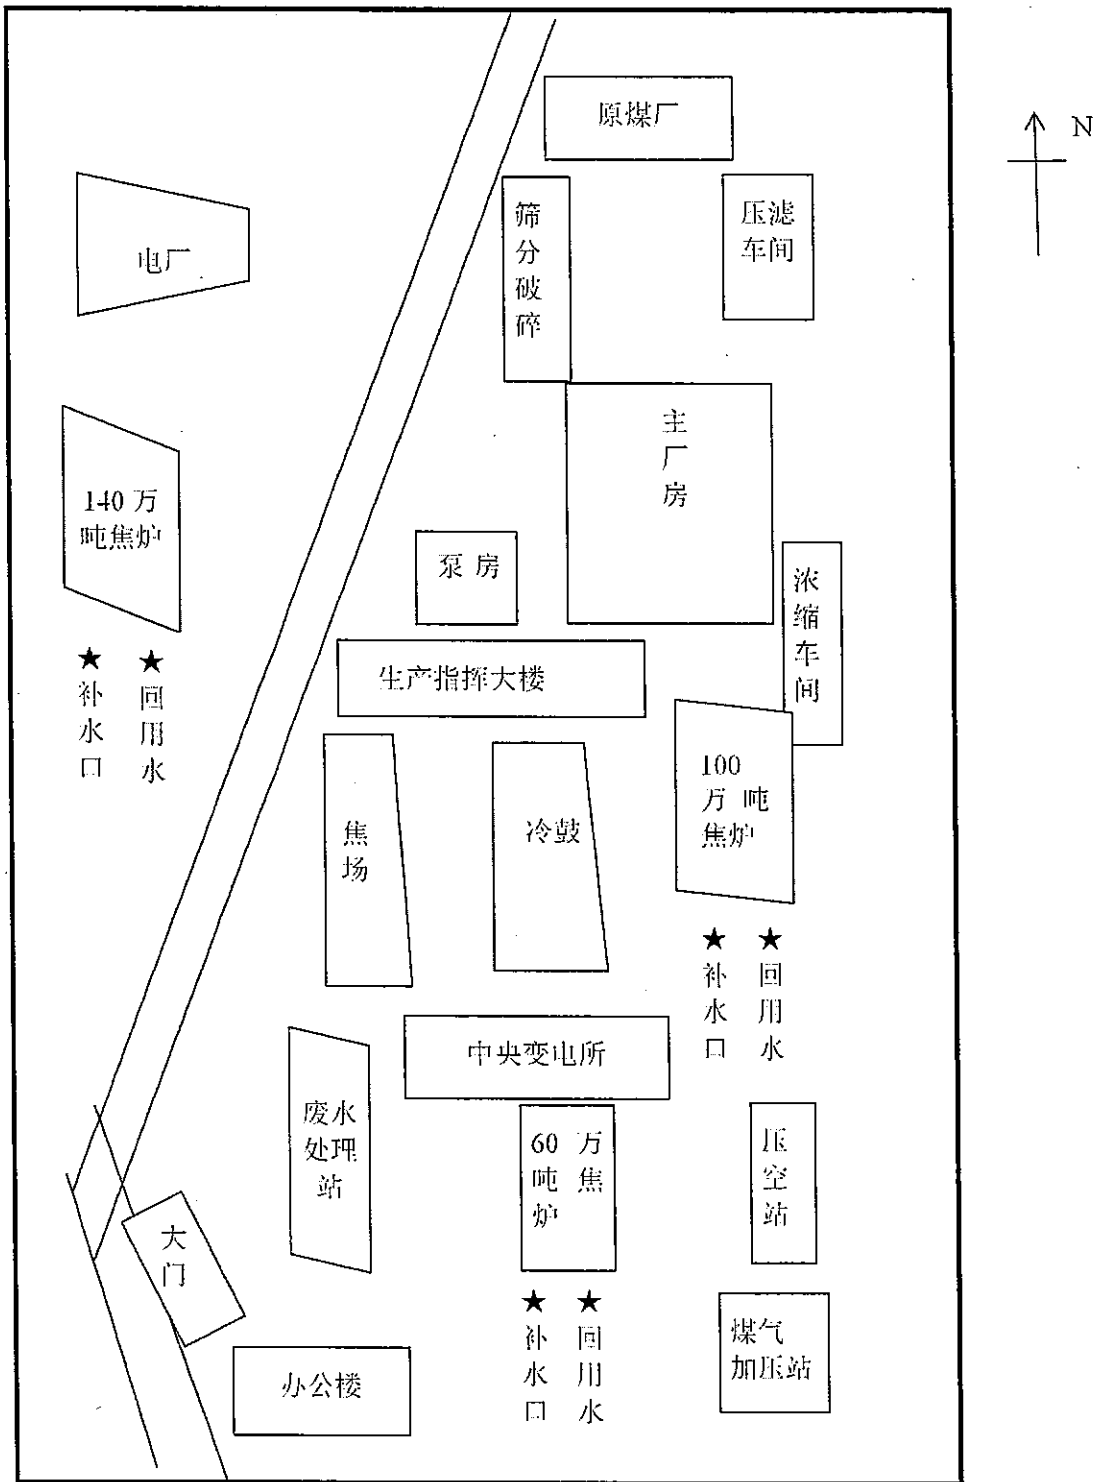 原煤厂
N
筛
分
破
碎
压滤
车间
电厂
主
厂
房
140 万
吨焦炉
泵 房
浓
缩
车
间
生产指挥大楼
★ ★
补
水
口
回
用
水
100
万 吨
焦炉
焦
场
冷鼓
★ ★
补
水
口
回
用
水
中央变电所
废水
处理
站
60 万
吨 焦
炉
压
空
站
大
门
★ ★
补
水
口
回
用
水
煤气
加压站
办公楼